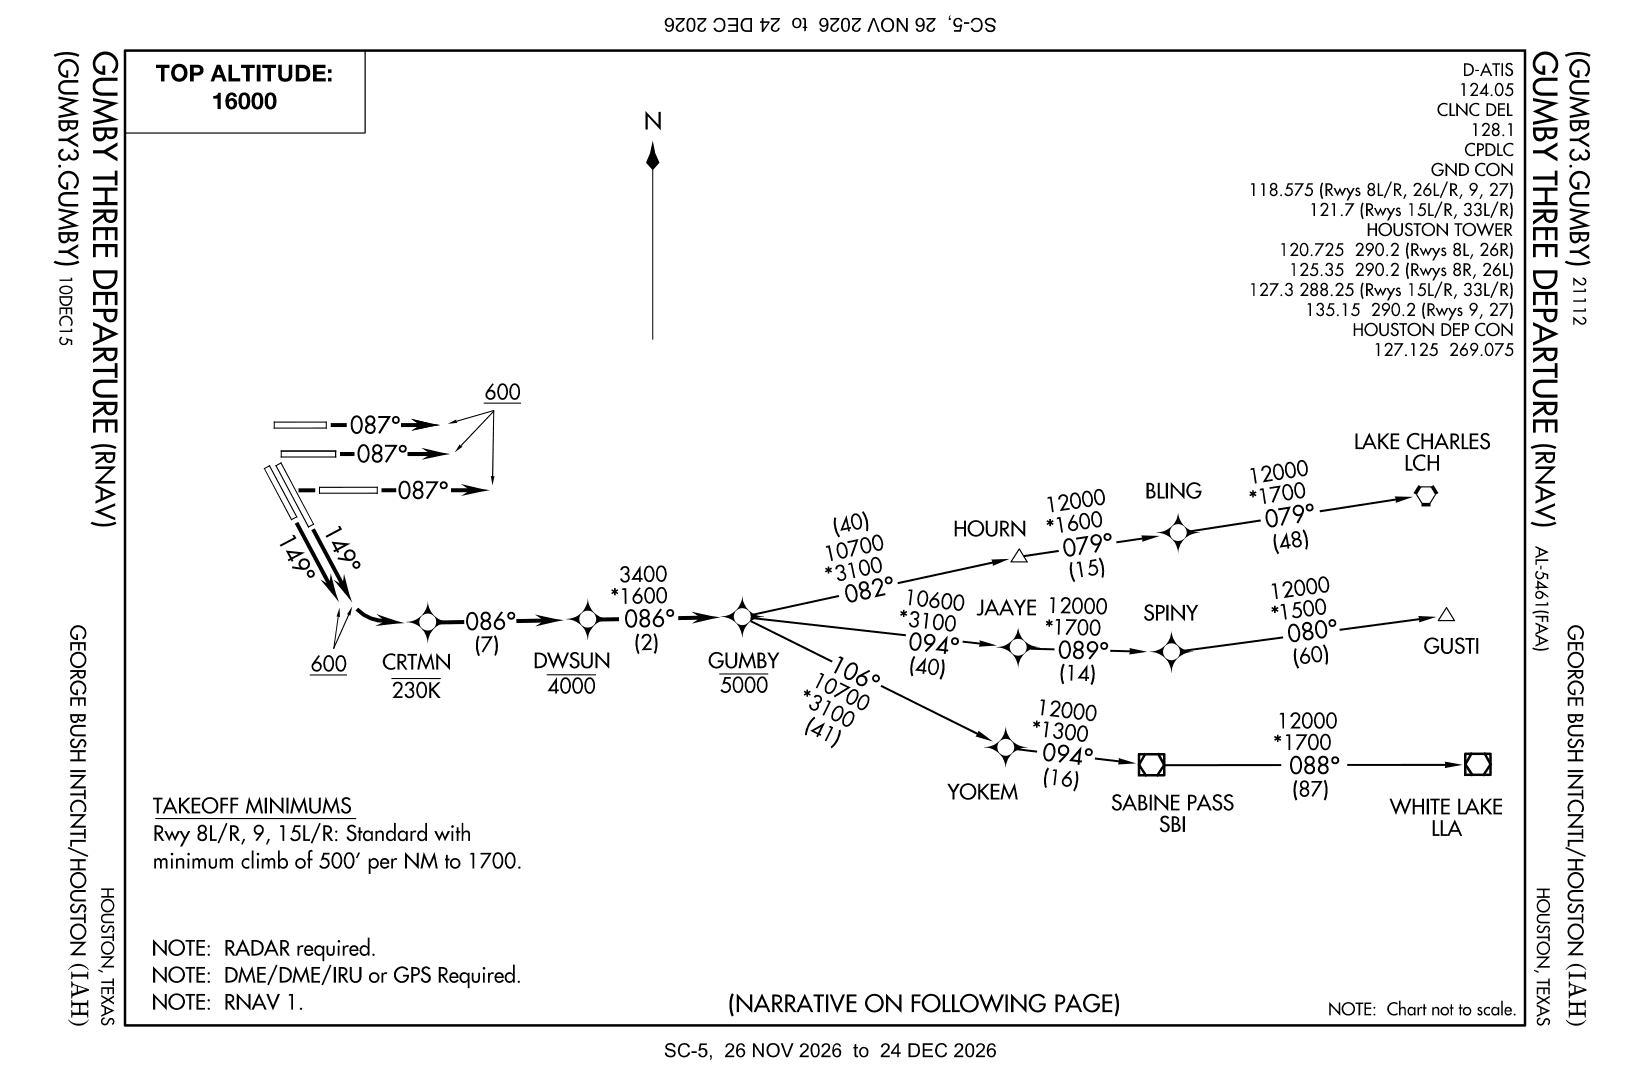 SC-5, 26 NOV 2026 to 24 DEC 2026
(GUMBY3.GUMBY) 10DEC15
GUMBY THREE DEPARTURE (RNAV)
GEORGE BUSH INTCNTL/HOUSTON (IAH)
HOUSTON, TEXAS
TOP ALTITUDE:
16000
N
D-ATIS
124.05
CLNC DEL
128.1
CPDLC
GND CON
118.575 (Rwys 8L/R, 26L/R, 9, 27)
121.7 (Rwys 15L/R, 33L/R)
HOUSTON TOWER
120.725 290.2 (Rwys 8L, 26R)
125.35 290.2 (Rwys 8R, 26L)
127.3 288.25 (Rwys 15L/R, 33L/R)
135.15 290.2 (Rwys 9, 27)
HOUSTON DEP CON
127.125 269.075
(GUMBY3.GUMBY) 21112
GUMBY THREE DEPARTURE (RNAV)
AL-5461(FAA)
GEORGE BUSH INTCNTL/HOUSTON (IAH)
HOUSTON, TEXAS
600
087°
087°
087°
149°
149°
600
CRTMN
230K
086°
(7)
DWSUN
4000
3400
*1600
086°
(2)
GUMBY
5000
(40)
10700
*3100
082°
HOURN
12000
*1600
079°
(15)
BLING
12000
*1700
079°
(48)
LAKE CHARLES
LCH
10600
*3100
094°
(40)
JAAYE
12000
*1700
089°
(14)
SPINY
12000
*1500
080°
(60)
GUSTI
106°
10700
*3100
(41)
YOKEM
12000
*1300
094°
(16)
SABINE PASS
SBI
12000
*1700
088°
(87)
WHITE LAKE
LLA
TAKEOFF MINIMUMS
Rwy 8L/R, 9, 15L/R: Standard with
minimum climb of 500' per NM to 1700.
NOTE: RADAR required.
NOTE: DME/DME/IRU or GPS Required.
NOTE: RNAV 1.
(NARRATIVE ON FOLLOWING PAGE)
NOTE: Chart not to scale.
SC-5, 26 NOV 2026 to 24 DEC 2026